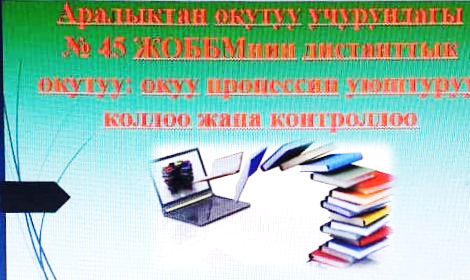 Аралыктан окутуу учурундагы
№ 45 ЖОББМнин дистанттык
окутуу: окуу процессин уюштуруу
колдоо жана контролдоо